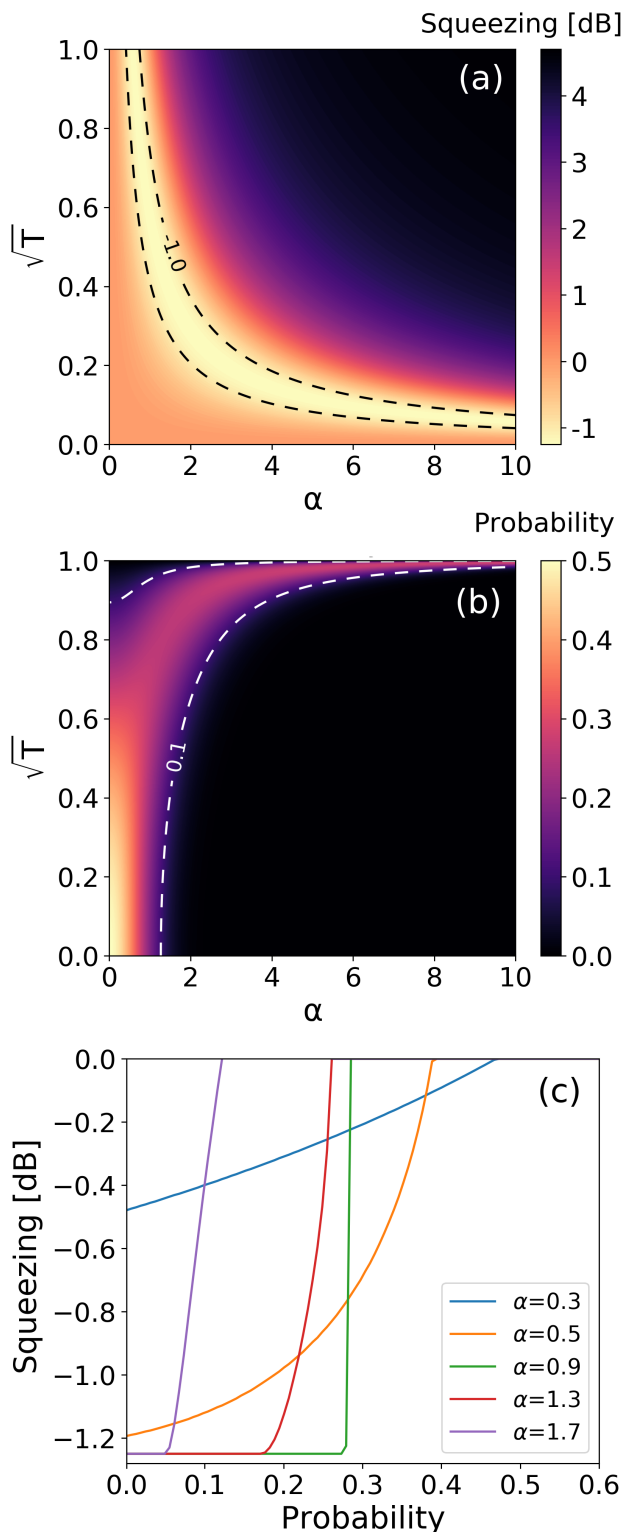 Squeezing [dB]
(a)
1.0
0.8
0.6
0.4
0.2
0.0
√T
-1.0
0 2 4 6 8 10
α
4
3
2
1
0
-1
Probability
(b)
1.0
0.8
0.6
0.4
0.2
0.0
√T
0.1
0 2 4 6 8 10
α
0.5
0.4
0.3
0.2
0.1
0.0
(c)
0.0
−0.2
−0.4
−0.6
−0.8
−1.0
−1.2
Squeezing [dB]
α=0.3
α=0.5
α=0.9
α=1.3
α=1.7
0.0 0.1 0.2 0.3 0.4 0.5 0.6
Probability